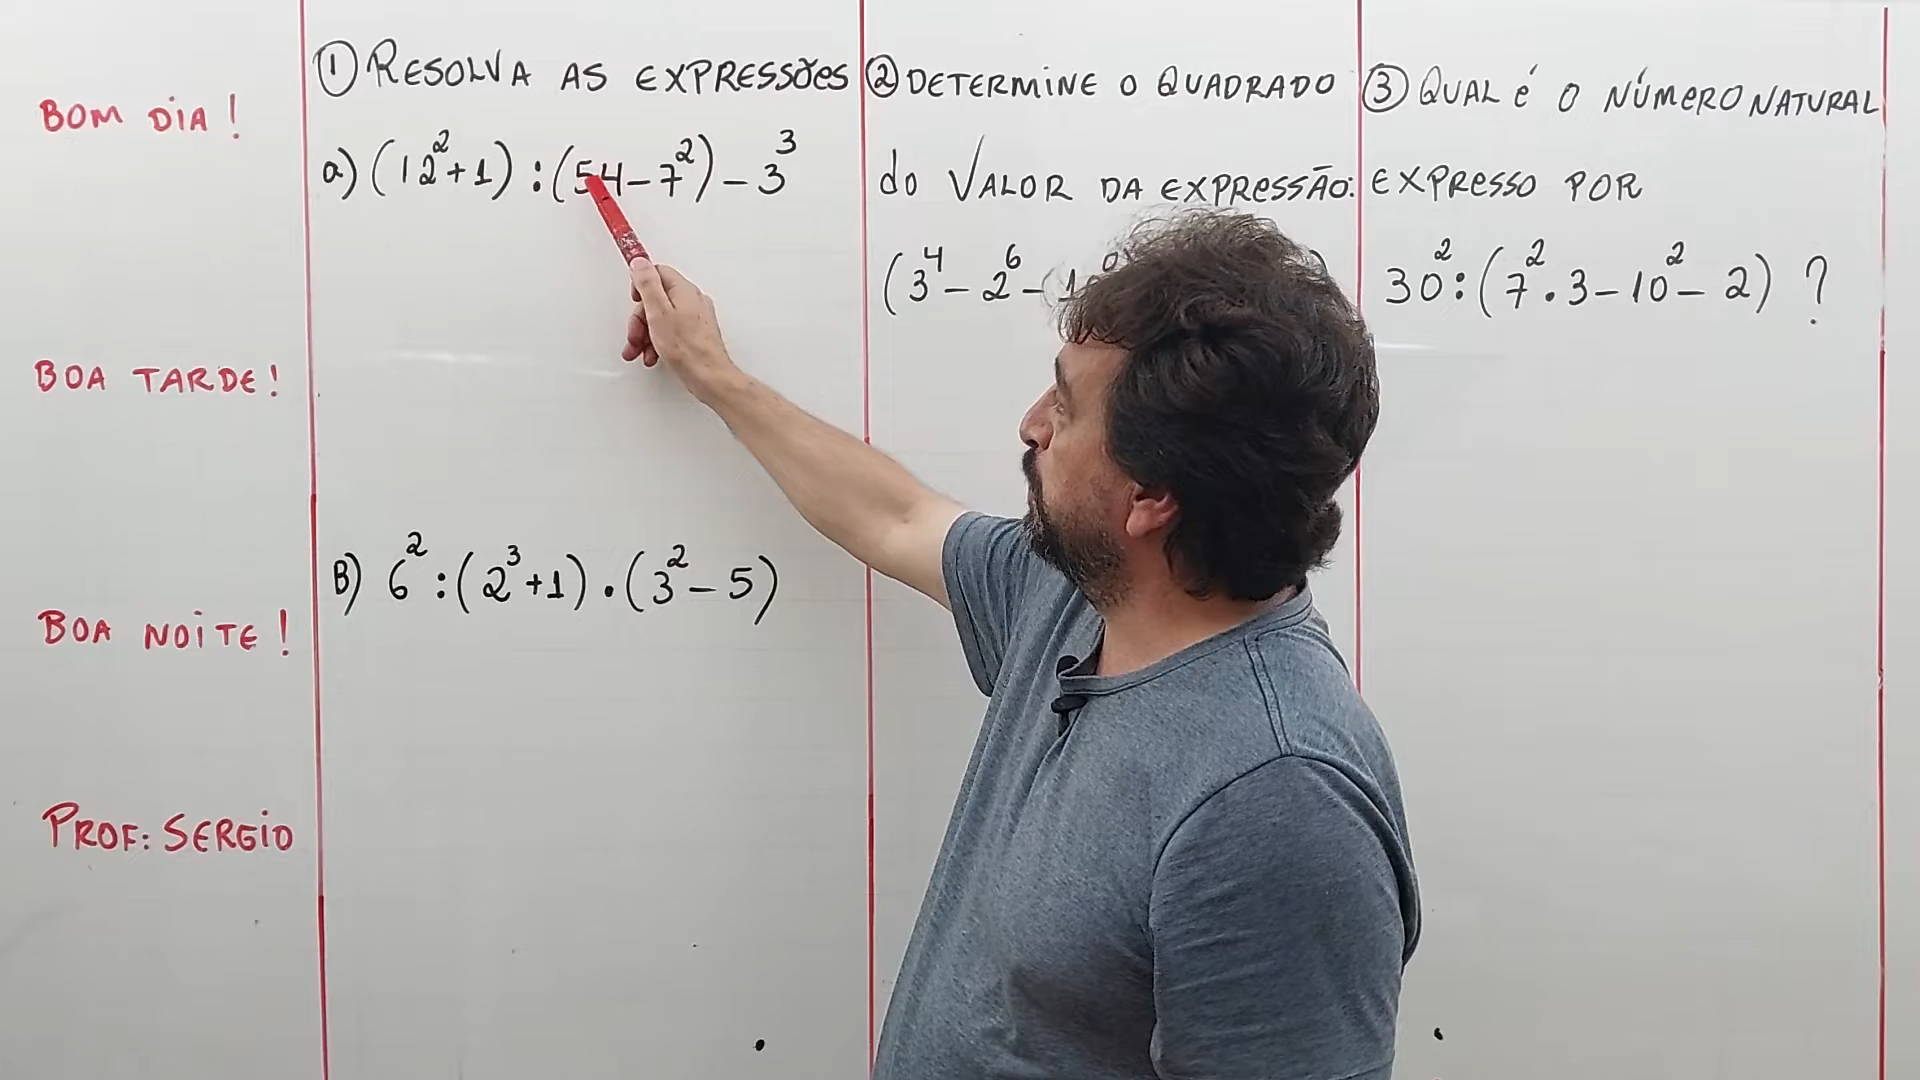 BOM DIA!
BOA TARDE!
BOA NOITE!
PROF: SERGIO
① RESOLVA AS EXPRESSÕES
a) (12² + 1) : (54 - 7²) - 3³
B) 6² : (2³ + 1) • (3² - 5)
② DETERMINE O QUADRADO
do VALOR DA EXPRESSÃO:
(3⁴ - 2⁶ - (1
③ QUAL é O NÚMERO NATURAL
EXPRESSO POR
30² : (7² • 3 - 10² - 2) ?